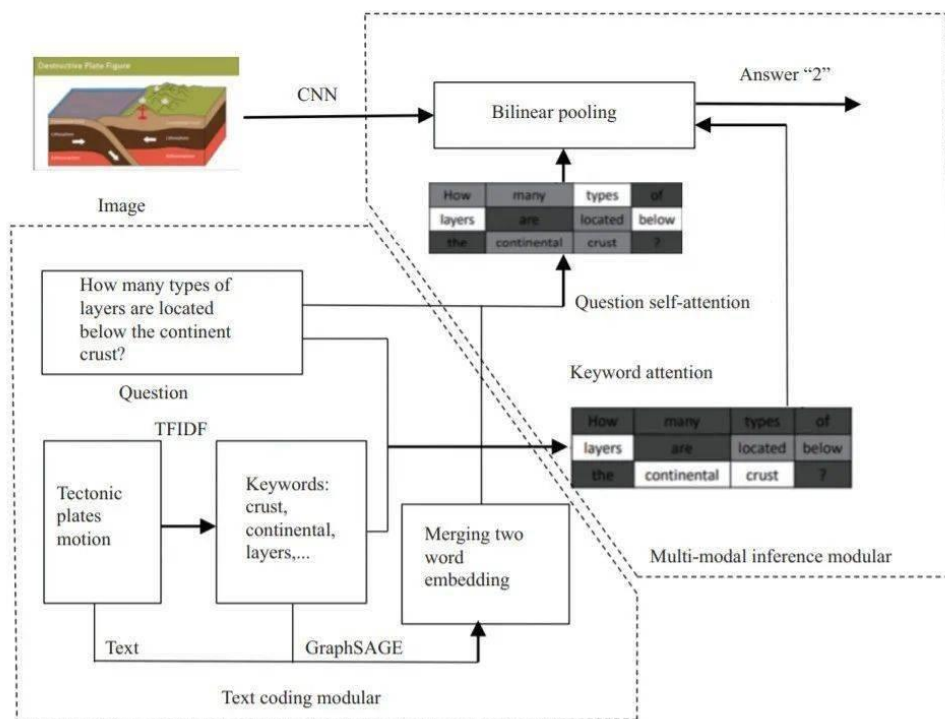 Destructive Plate Figure
CNN
Answer “2”
Bilinear pooling
Image
How many types of
layers are located below
the continental crust ?
How many types of
layers are located
below the continent
crust?
Question self-attention
Question
Keyword attention
TFIDF
How many types of
layers are located below
the continental crust ?
Tectonic
plates
motion
Keywords:
crust,
continental,
layers,...
Merging two
word
embedding
Multi-modal inference modular
Text
GraphSAGE
Text coding modular